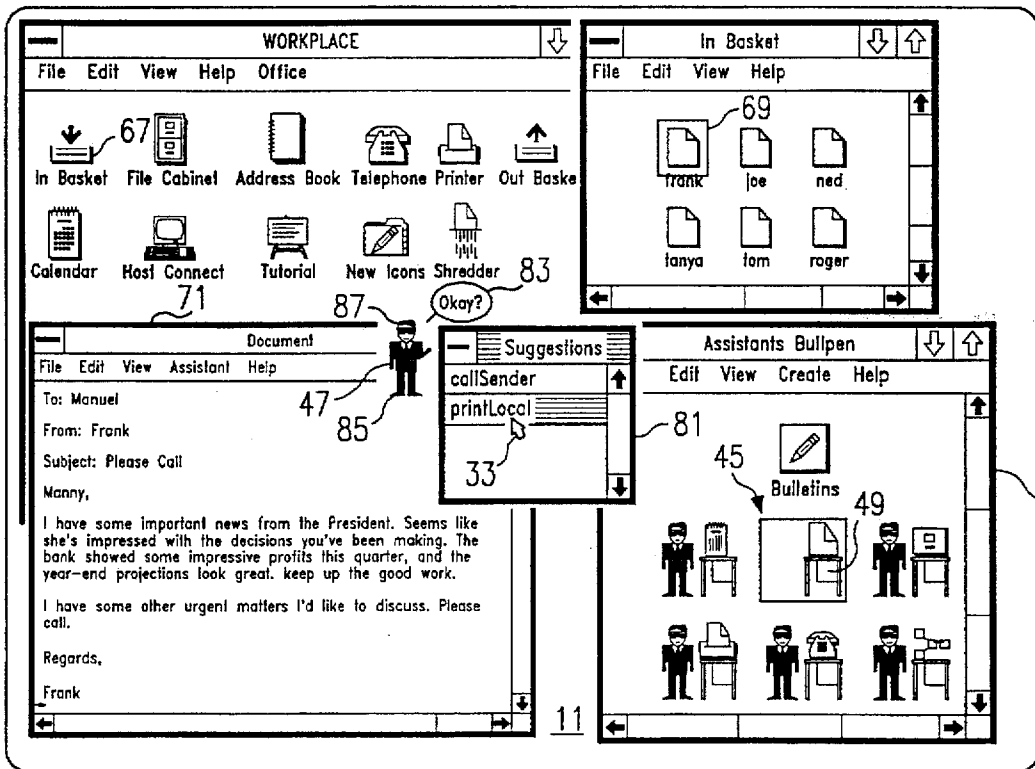 WORKPLACE
File Edit View Help Office
67
In Basket File Cabinet Address Book Telephone Printer Out Baske
Calendar Host Connect Tutorial New Icons Shredder
In Basket
File Edit View Help
69
frank joe ned
tanya tom roger
71
87
83
Okay?
47
85
Document
File Edit View Assistant Help
To: Manuel
From: Frank
Subject: Please Call
Manny,
I have some important news from the President. Seems like
she's impressed with the decisions you've been making. The
bank showed some impressive profits this quarter, and the
year-end projections look great. keep up the good work.
I have some other urgent matters I'd like to discuss. Please
call.
Regards,
Frank
Suggestions
callSender
printLocal
33
81
Assistants Bullpen
Edit View Create Help
Bulletins
45
49
11